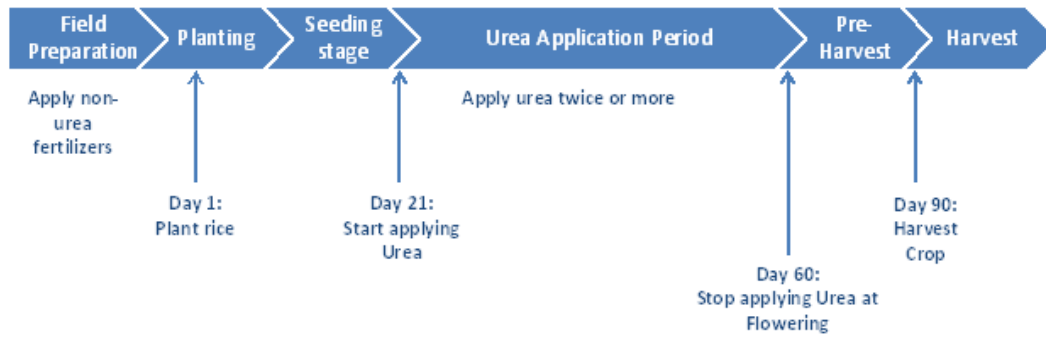 Field
Preparation
Planting
Seeding
stage
Urea Application Period
Pre-
Harvest
Harvest
Apply non-
urea
fertilizers
Apply urea twice or more
Day 1:
Plant rice
Day 21:
Start applying
Urea
Day 60:
Stop applying Urea at
Flowering
Day 90:
Harvest
Crop